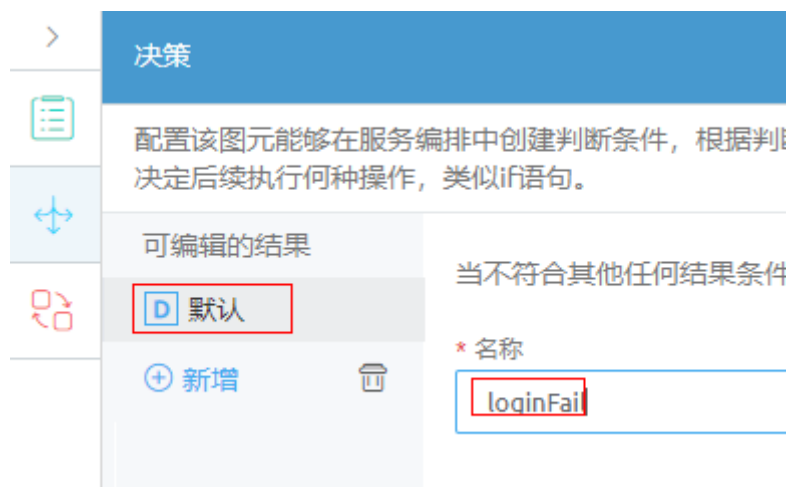 决策
配置该图元能够在服务编排中创建判断条件，根据判
决定后续执行何种操作，类似if语句。
可编辑的结果
当不符合其他任何结果条件
D 默认
* 名称
新增
loginFail